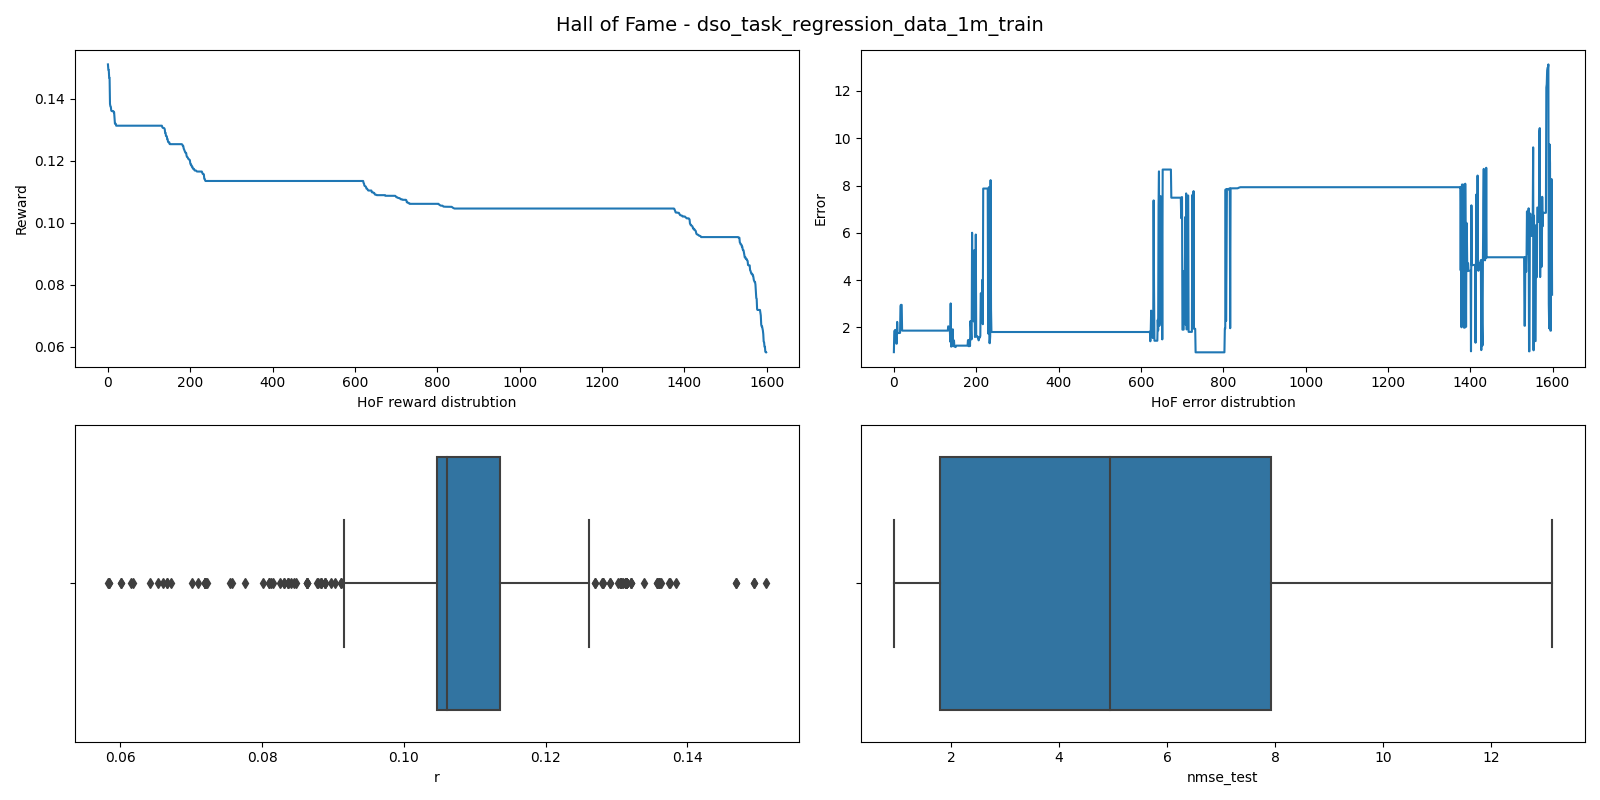 Hall of Fame - dso_task_regression_data_1m_train
Reward
0.14
0.12
0.10
0.08
0.06
0 200 400 600 800 1000 1200 1400 1600
HoF reward distrubtion
Error
12
10
8
6
4
2
0 200 400 600 800 1000 1200 1400 1600
HoF error distrubtion
0.06 0.08 0.10 0.12 0.14
r
2 4 6 8 10 12
nmse_test